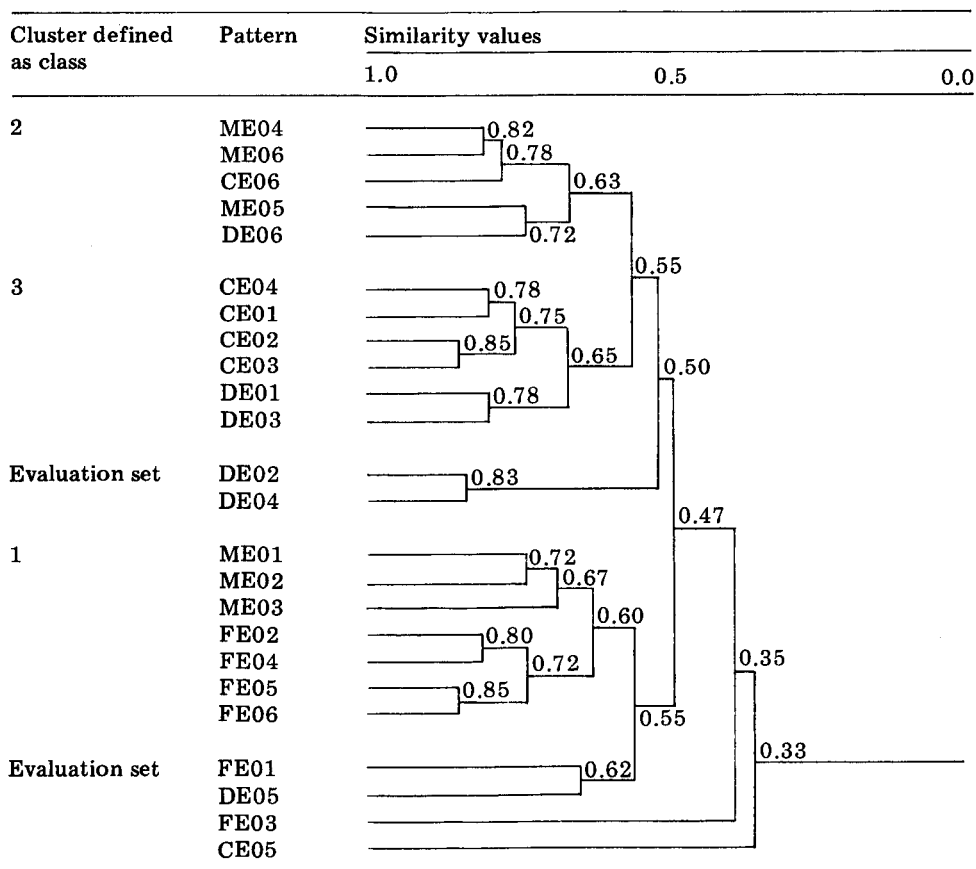 Cluster defined as class Pattern Similarity values
1.0 0.5 0.0
2 ME04 0.82
ME06 0.78
CE06 0.63
ME05
DE06 0.72
0.55
3 CE04 0.78
CE01 0.75
CE02 0.85
CE03 0.65
0.50
DE01 0.78
DE03
Evaluation set DE02 0.83
DE04
0.47
1 ME01 0.72
ME02 0.67
ME03 0.60
FE02 0.80
FE04 0.72 0.35
FE05 0.85
FE06 0.55
0.33
Evaluation set FE01 0.62
DE05
FE03
CE05